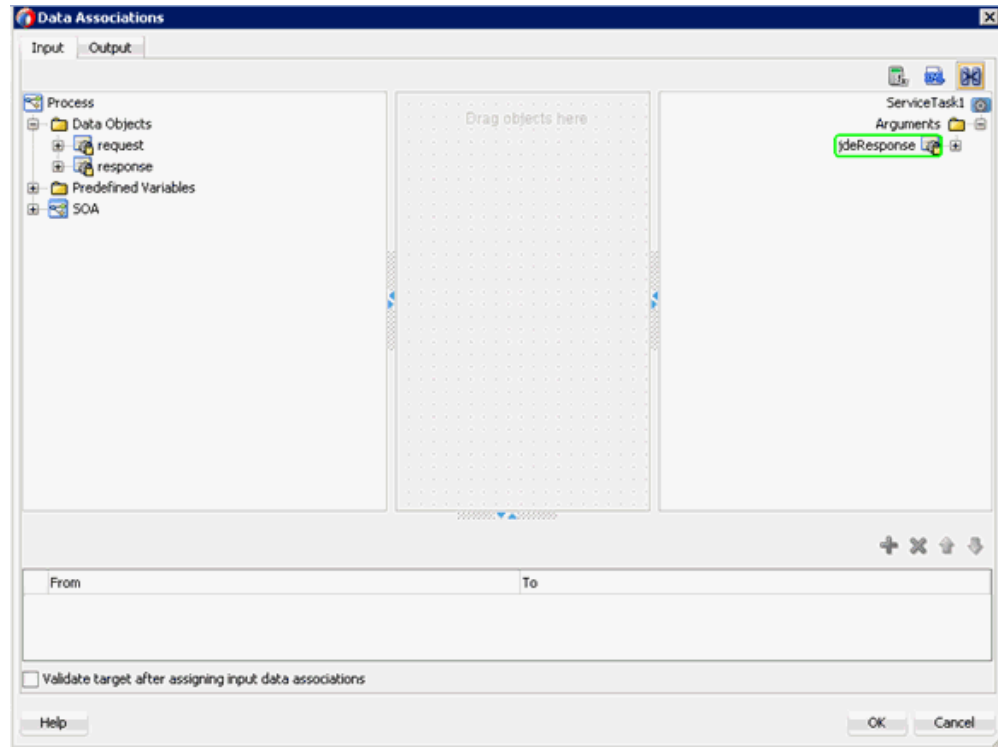 Data Associations
Input Output
Process
Data Objects
request
response
Predefined Variables
SOA
Drag objects here
ServiceTask1
Arguments
jdeResponse
From To
Validate target after assigning input data associations
Help OK Cancel